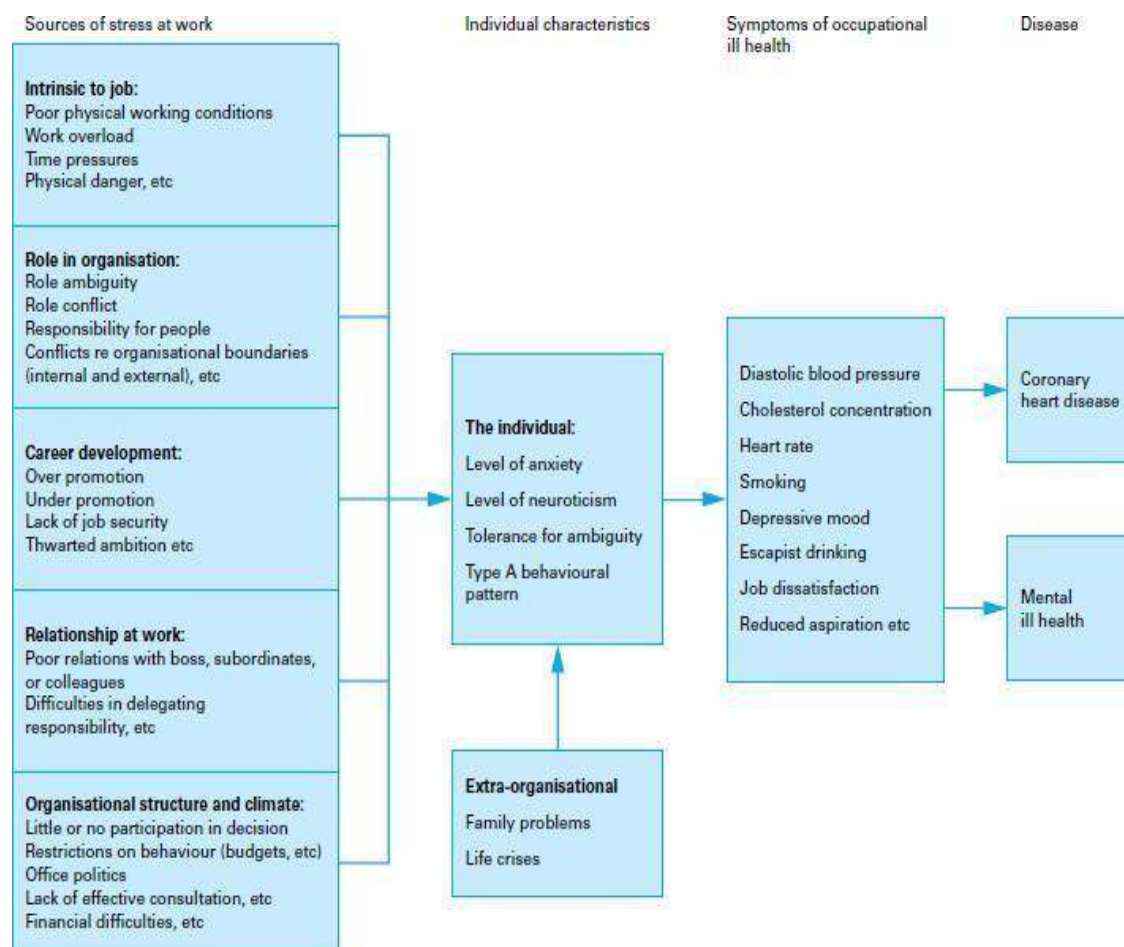 Sources of stress at work
Intrinsic to job:
Poor physical working conditions
Work overload
Time pressures
Physical danger, etc
Role in organisation:
Role ambiguity
Role conflict
Responsibility for people
Conflicts re organisational boundaries
(internal and external), etc
Career development:
Over promotion
Under promotion
Lack of job security
Thwarted ambition etc
Relationship at work:
Poor relations with boss, subordinates,
or colleagues
Difficulties in delegating
responsibility, etc
Organisational structure and climate:
Little or no participation in decision
Restrictions on behaviour (budgets, etc)
Office politics
Lack of effective consultation, etc
Financial difficulties, etc
Individual characteristics
The individual:
Level of anxiety
Level of neuroticism
Tolerance for ambiguity
Type A behavioural
pattern
Extra-organisational
Family problems
Life crises
Symptoms of occupational
ill health
Diastolic blood pressure
Cholesterol concentration
Heart rate
Smoking
Depressive mood
Escapist drinking
Job dissatisfaction
Reduced aspiration etc
Disease
Coronary
heart disease
Mental
ill health